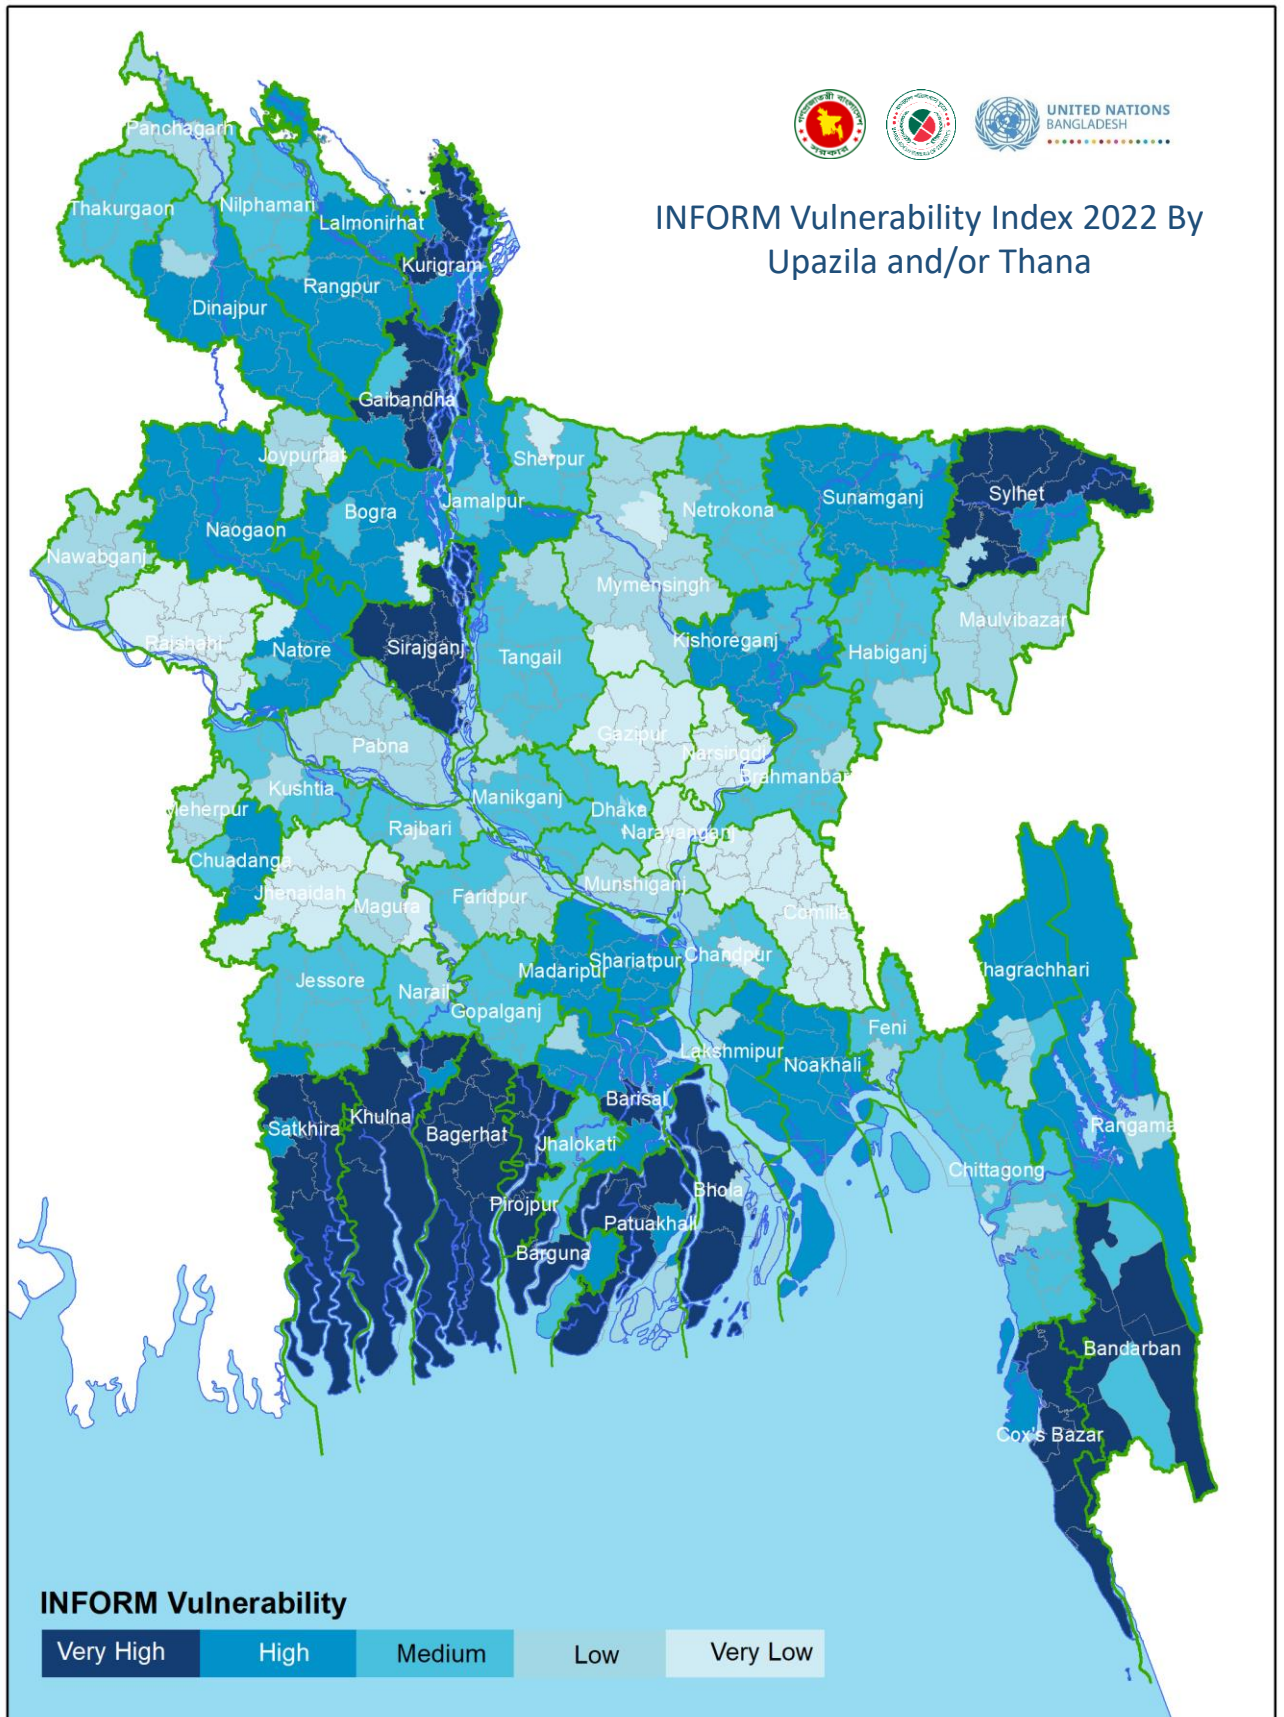 UNITED NATIONS
BANGLADESH
INFORM Vulnerability Index 2022 By
Upazila and/or Thana
Panchagarh
Thakurgaon
Nilphamari
Lalmonirhat
Kurigram
Rangpur
Dinajpur
Gaibandha
Joypurhat
Sherpur
Jamalpur
Bogra
Naogaon
Netrokona
Sunamganj
Sylhet
Nawabganj
Mymensingh
Maulvibazar
Rajshahi
Natore
Sirajganj
Tangail
Kishoreganj
Habiganj
Pabna
Gazipur
Narsingdi
Brahmanbar
Kushtia
Manikganj
Meherpur
Dhaka
Narayanganj
Rajbari
Chuadanga
Jhenaidah
Magura
Faridpur
Munshiganj
Comilla
Jessore
Narail
Madaripur
Shariatpur
Chandpur
Gopalganj
hagrachhari
Feni
Lakshmipur
Noakhali
Barisal
Khulna
Satkhira
Bagerhat
Jhalokati
Rangama
Chittagong
Pirojpur
Bhola
Patuakhali
Barguna
Bandarban
Cox's Bazar
INFORM Vulnerability
Very High
High
Medium
Low
Very Low